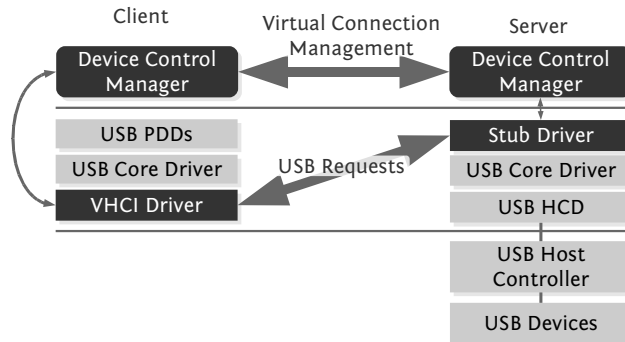 Client
Virtual Connection
Management
Server
Device Control
Manager
Device Control
Manager
USB PDDs
USB Core Driver
VHCI Driver
USB Requests
Stub Driver
USB Core Driver
USB HCD
USB Host
Controller
USB Devices